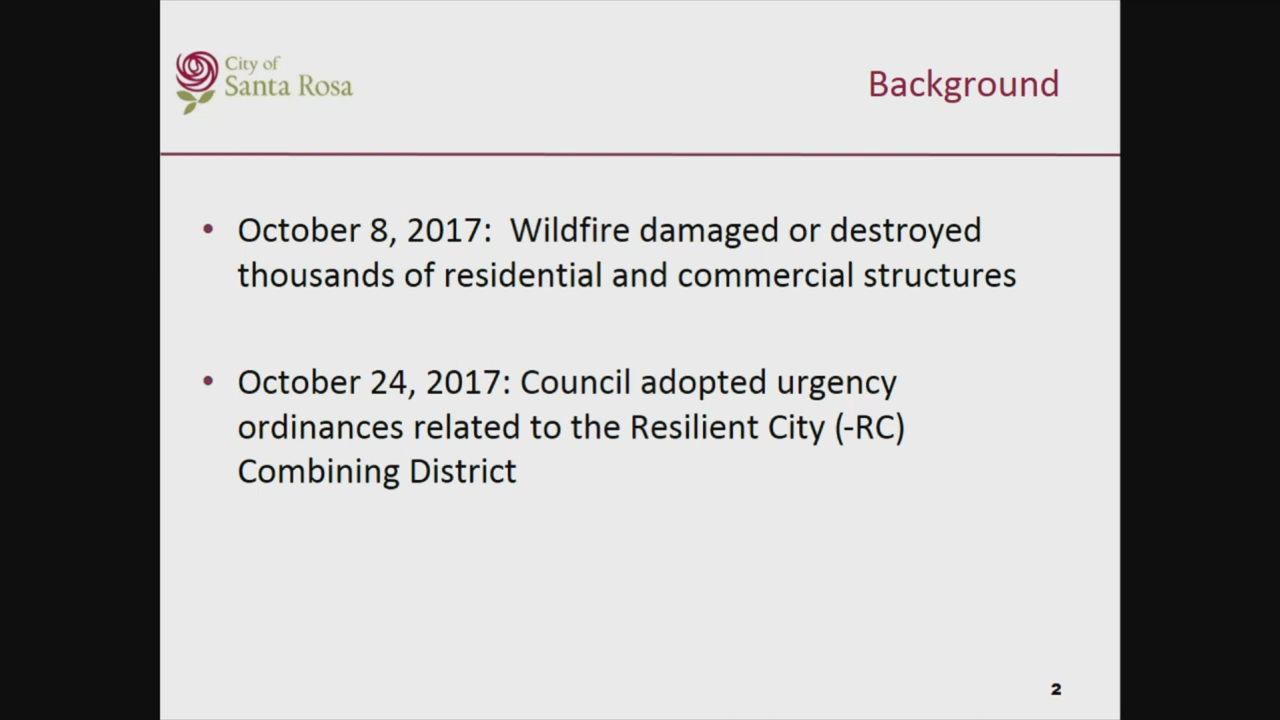 City of
Santa Rosa
Background
• October 8, 2017:  Wildfire damaged or destroyed
thousands of residential and commercial structures
• October 24, 2017: Council adopted urgency
ordinances related to the Resilient City (-RC)
Combining District
2